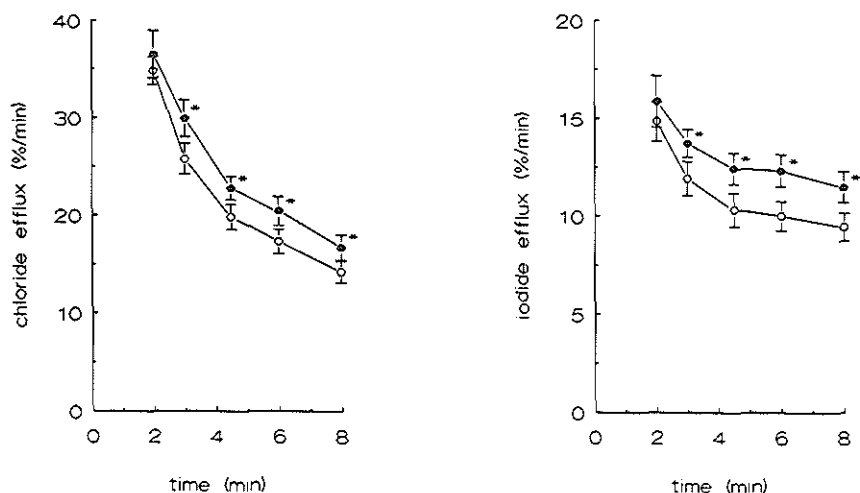 chloride efflux (%/min)
40
30
20
10
0
0 2 4 6 8
time (min)
* * * *
iodide efflux (%/min)
20
15
10
5
0
0 2 4 6 8
time (min)
* * * *